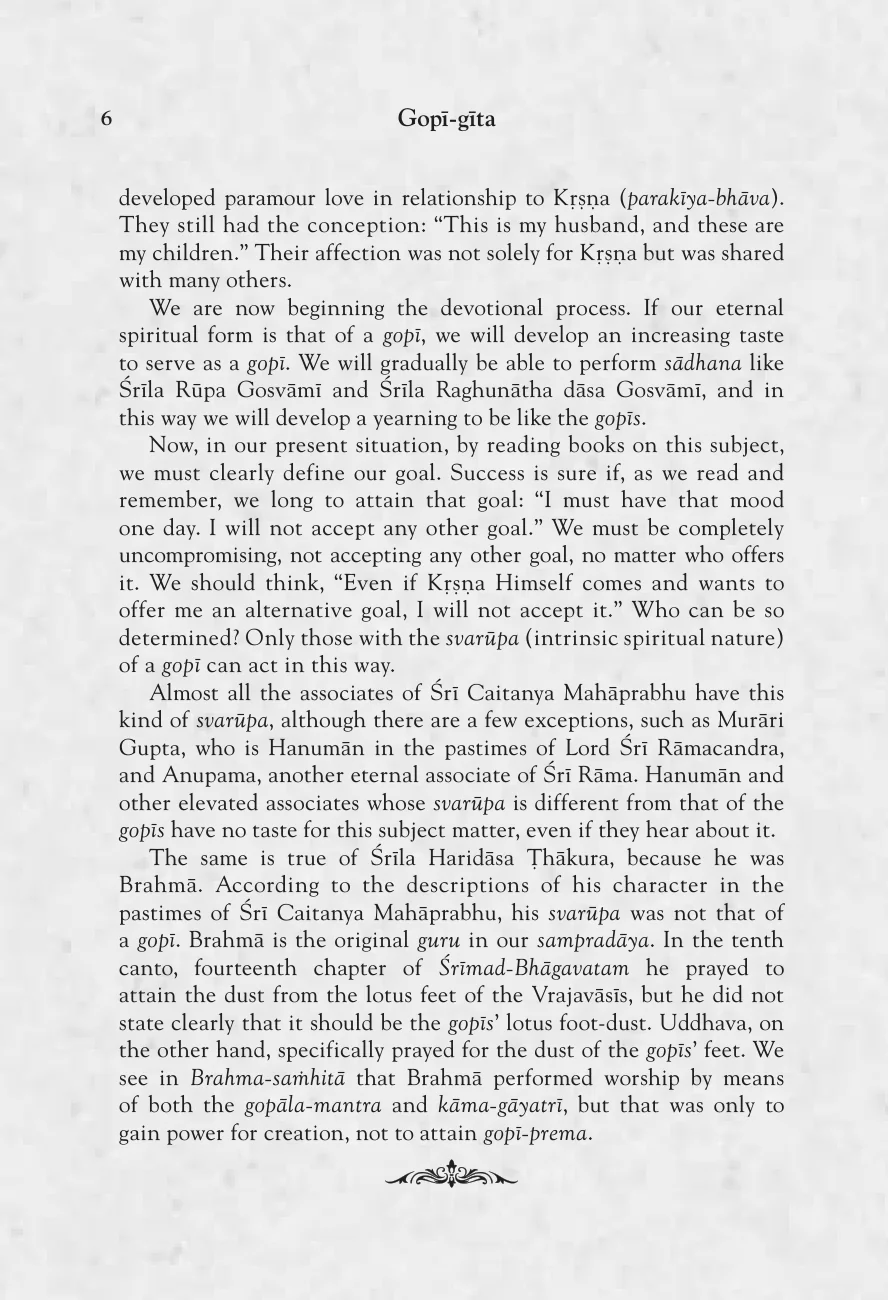 6
Gopī-gīta
developed paramour love in relationship to Kṛṣṇa (parakīya-bhāva).
They still had the conception: “This is my husband, and these are
my children.” Their affection was not solely for Kṛṣṇa but was shared
with many others.
We are now beginning the devotional process. If our eternal
spiritual form is that of a gopī, we will develop an increasing taste
to serve as a gopī. We will gradually be able to perform sādhana like
Śrīla Rūpa Gosvāmī and Śrīla Raghunātha dāsa Gosvāmī, and in
this way we will develop a yearning to be like the gopīs.
Now, in our present situation, by reading books on this subject,
we must clearly define our goal. Success is sure if, as we read and
remember, we long to attain that goal: “I must have that mood
one day. I will not accept any other goal.” We must be completely
uncompromising, not accepting any other goal, no matter who offers
it. We should think, “Even if Kṛṣṇa Himself comes and wants to
offer me an alternative goal, I will not accept it.” Who can be so
determined? Only those with the svarūpa (intrinsic spiritual nature)
of a gopī can act in this way.
Almost all the associates of Śrī Caitanya Mahāprabhu have this
kind of svarūpa, although there are a few exceptions, such as Murāri
Gupta, who is Hanumān in the pastimes of Lord Śrī Rāmacandra,
and Anupama, another eternal associate of Śrī Rāma. Hanumān and
other elevated associates whose svarūpa is different from that of the
gopīs have no taste for this subject matter, even if they hear about it.
The same is true of Śrīla Haridāsa Ṭhākura, because he was
Brahmā. According to the descriptions of his character in the
pastimes of Śrī Caitanya Mahāprabhu, his svarūpa was not that of
a gopī. Brahmā is the original guru in our sampradāya. In the tenth
canto, fourteenth chapter of Śrīmad-Bhāgavatam he prayed to
attain the dust from the lotus feet of the Vrajavāsīs, but he did not
state clearly that it should be the gopīs’ lotus foot-dust. Uddhava, on
the other hand, specifically prayed for the dust of the gopīs’ feet. We
see in Brahma-saṁhitā that Brahmā performed worship by means
of both the gopāla-mantra and kāma-gāyatrī, but that was only to
gain power for creation, not to attain gopī-prema.